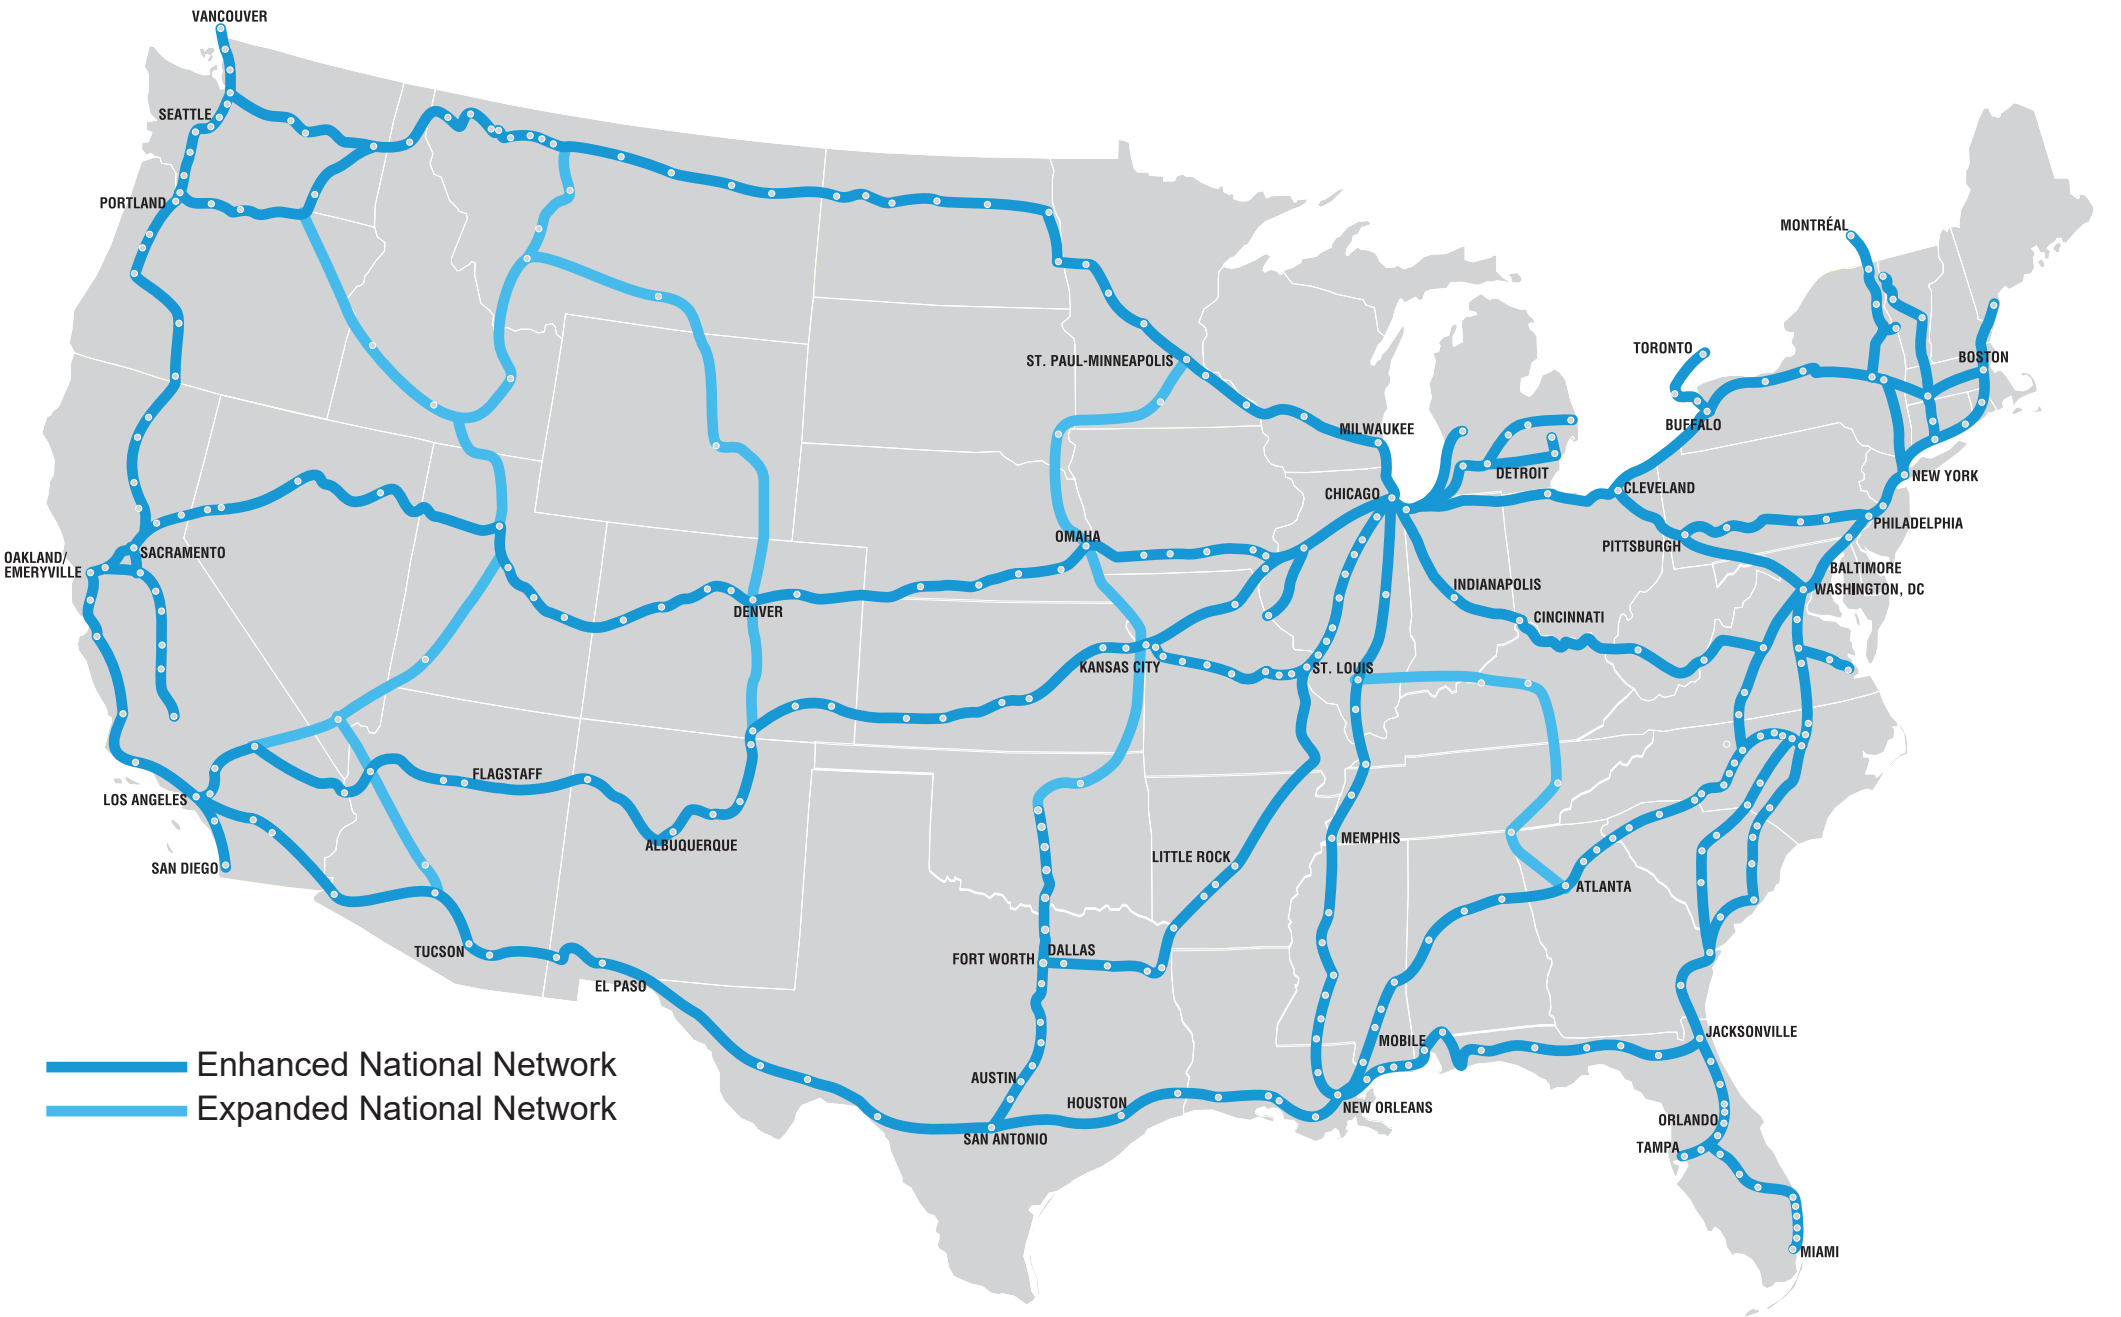 VANCOUVER
SEATTLE
PORTLAND
MONTRÉAL
TORONTO
BOSTON
ST. PAUL-MINNEAPOLIS
BUFFALO
MILWAUKEE
DETROIT
NEW YORK
CHICAGO
CLEVELAND
PHILADELPHIA
OMAHA
PITTSBURGH
SACRAMENTO
OAKLAND/
EMERYVILLE
BALTIMORE
INDIANAPOLIS
WASHINGTON, DC
DENVER
CINCINNATI
KANSAS CITY
ST. LOUIS
FLAGSTAFF
LOS ANGELES
MEMPHIS
ALBUQUERQUE
LITTLE ROCK
SAN DIEGO
ATLANTA
TUCSON
DALLAS
FORT WORTH
EL PASO
JACKSONVILLE
MOBILE
Enhanced National Network
AUSTIN
HOUSTON
NEW ORLEANS
Expanded National Network
ORLANDO
SAN ANTONIO
TAMPA
MIAMI